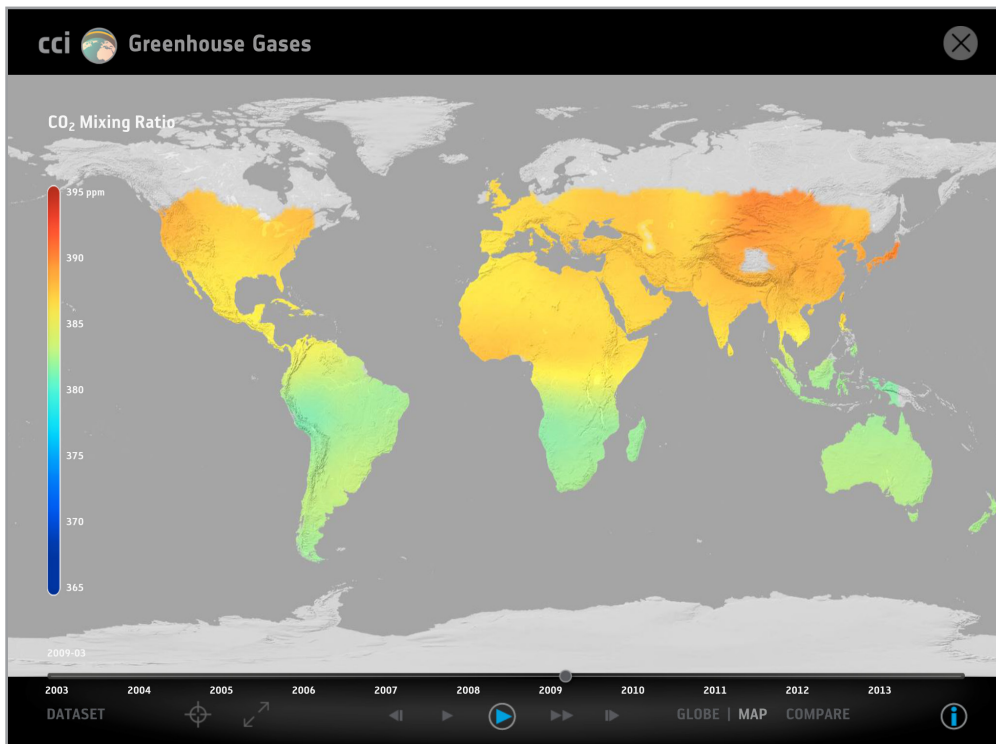 cci Greenhouse Gases
CO₂ Mixing Ratio
395 ppm
390
385
380
375
370
365
2009-03
2003 2004 2005 2006 2007 2008 2009 2010 2011 2012 2013
DATASET GLOBE | MAP COMPARE